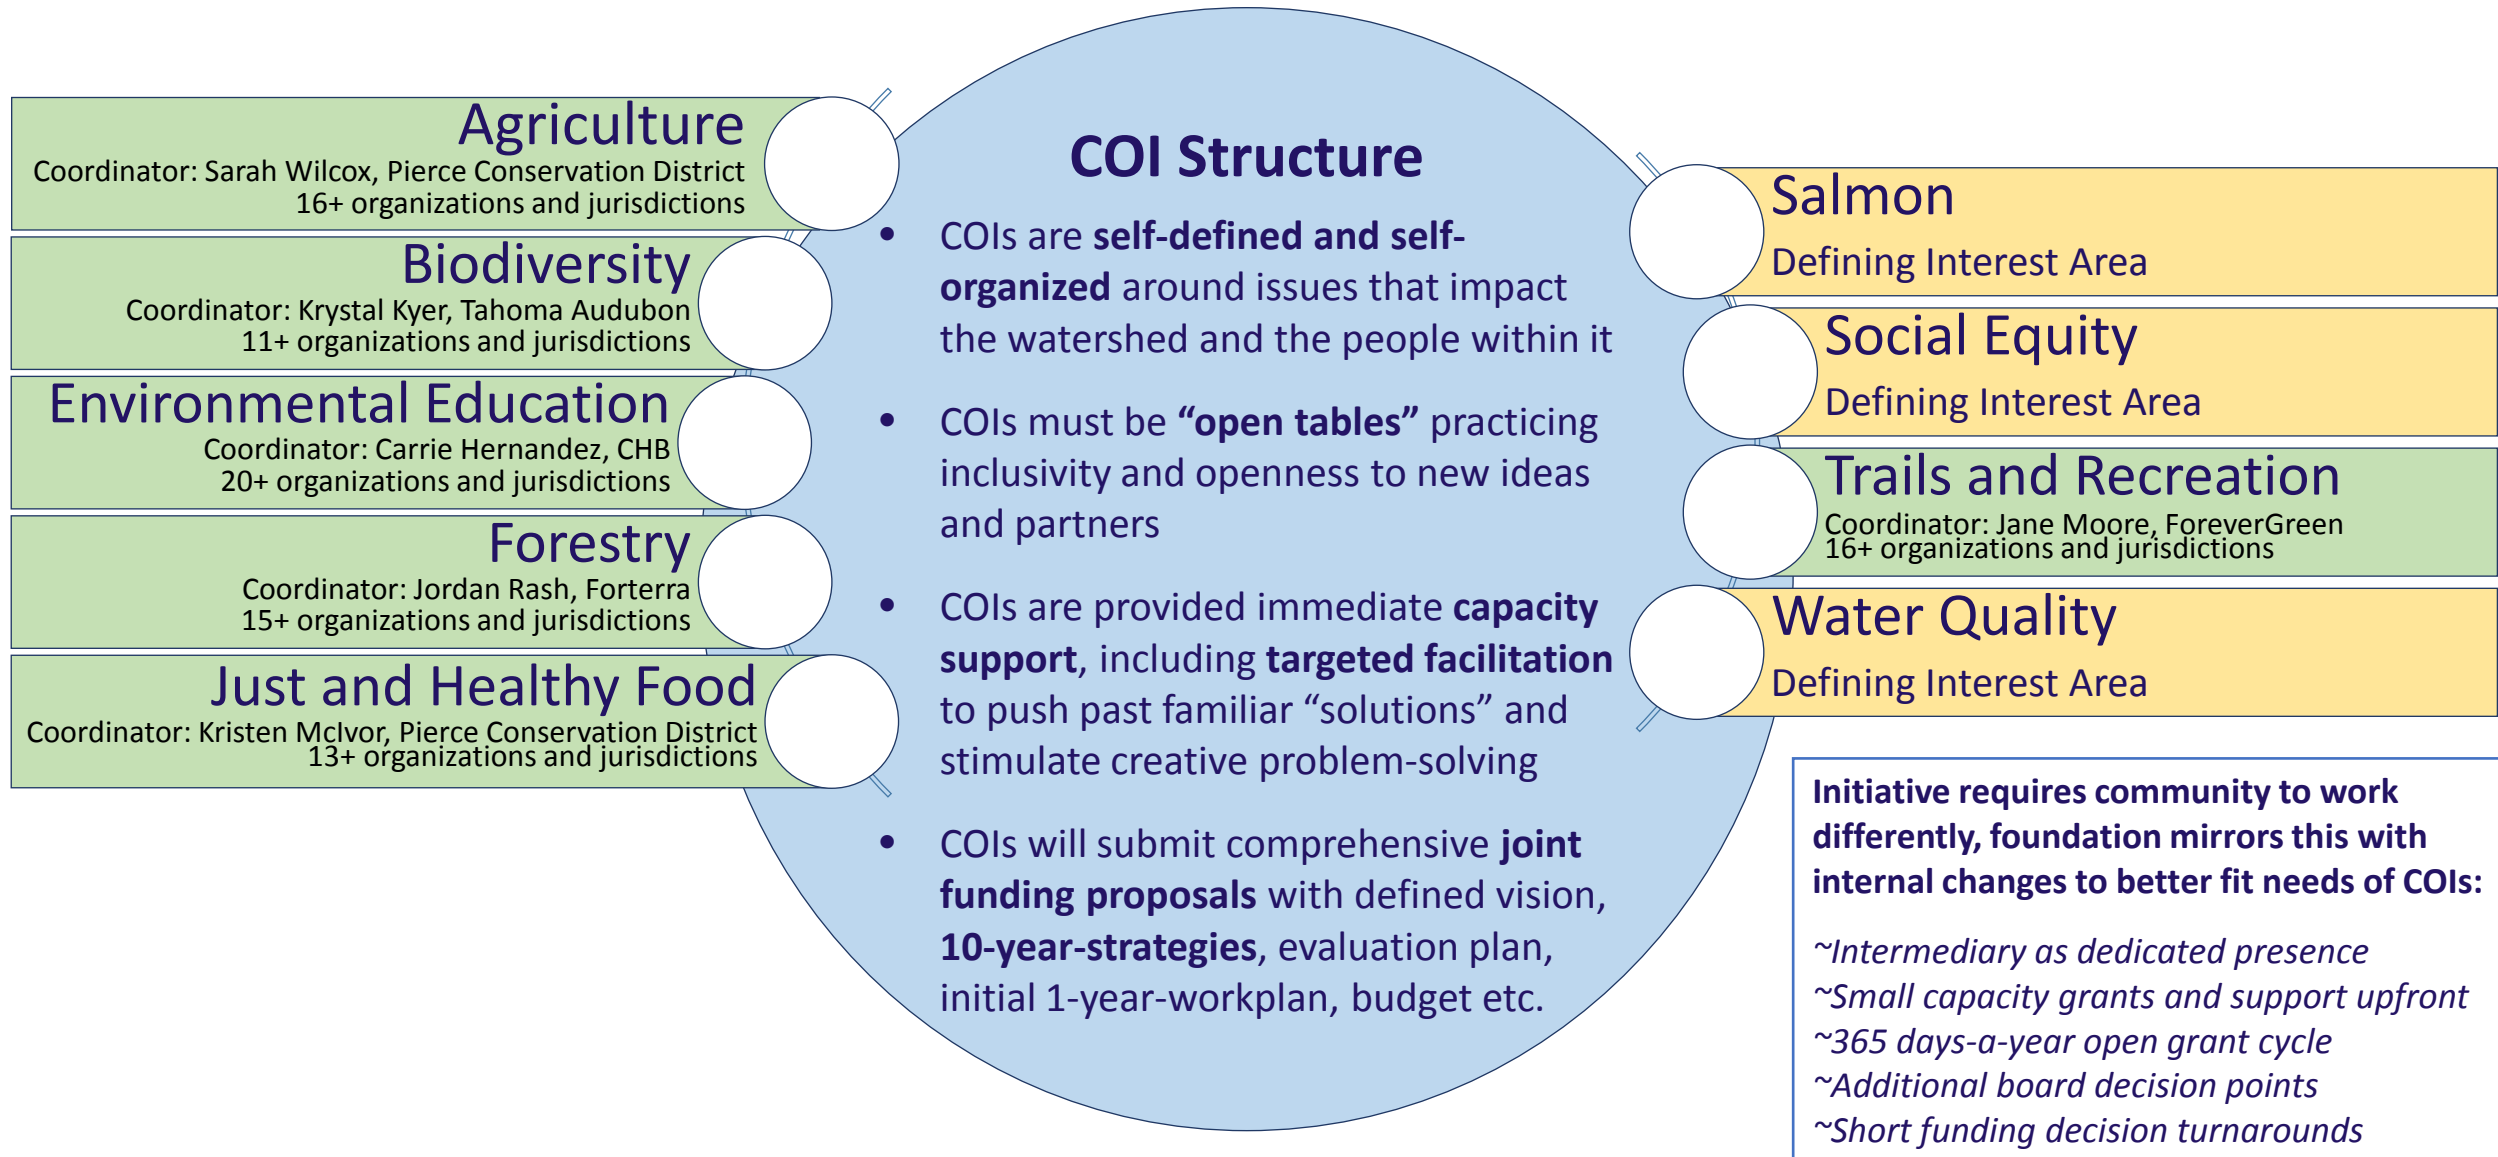 Agriculture
Coordinator: Sarah Wilcox, Pierce Conservation District
16+ organizations and jurisdictions
Biodiversity
Coordinator: Krystal Kyer, Tahoma Audubon
11+ organizations and jurisdictions
Environmental Education
Coordinator: Carrie Hernandez, CHB
20+ organizations and jurisdictions
Forestry
Coordinator: Jordan Rash, Forterra
15+ organizations and jurisdictions
Just and Healthy Food
Coordinator: Kristen McIvor, Pierce Conservation District
13+ organizations and jurisdictions
COI Structure
• COIs are self-defined and self-
organized around issues that impact
the watershed and the people within it
• COIs must be “open tables” practicing
inclusivity and openness to new ideas
and partners
• COIs are provided immediate capacity
support, including targeted facilitation
to push past familiar “solutions” and
stimulate creative problem-solving
• COIs will submit comprehensive joint
funding proposals with defined vision,
10-year-strategies, evaluation plan,
initial 1-year-workplan, budget etc.
Salmon
Defining Interest Area
Social Equity
Defining Interest Area
Trails and Recreation
Coordinator: Jane Moore, ForeverGreen
16+ organizations and jurisdictions
Water Quality
Defining Interest Area
Initiative requires community to work
differently, foundation mirrors this with
internal changes to better fit needs of COIs:
~Intermediary as dedicated presence
~Small capacity grants and support upfront
~365 days-a-year open grant cycle
~Additional board decision points
~Short funding decision turnarounds